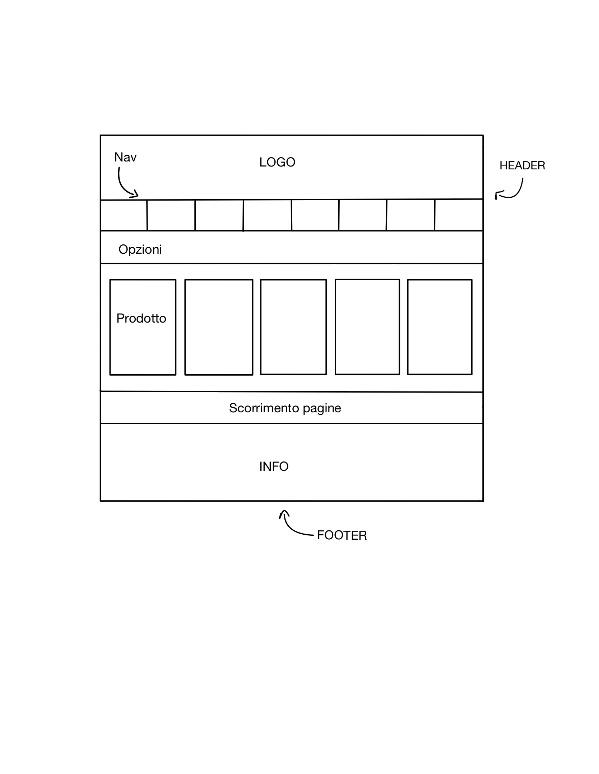 Nav
LOGO
HEADER
Opzioni
Prodotto
Scorrimento pagine
INFO
FOOTER